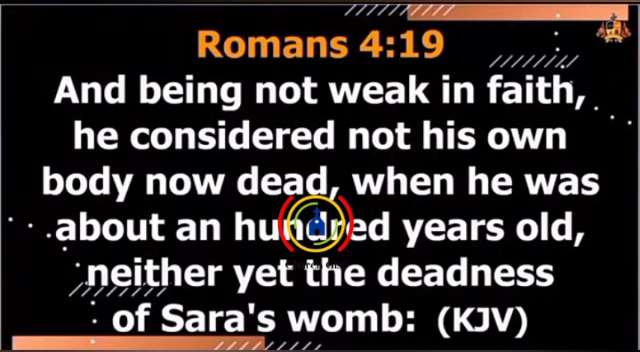 Romans 4:19
And being not weak in faith,
he considered not his own
body now dead, when he was
about an hundred years old,
neither yet the deadness
of Sara's womb: (KJV)